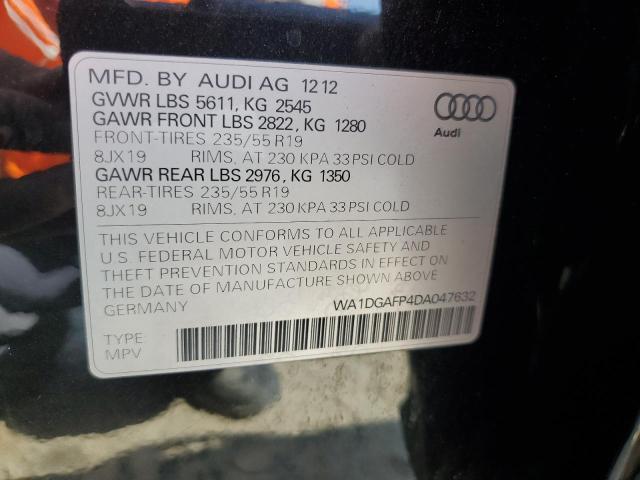 MFD. BY AUDI AG 12 12
GVWR LBS 5611, KG 2545
GAWR FRONT LBS 2822, KG 1280
FRONT-TIRES 235/55 R19
8JX19 RIMS, AT 230 KPA 33 PSI COLD
GAWR REAR LBS 2976, KG 1350
REAR-TIRES 235/55 R19
8JX19 RIMS, AT 230 KPA 33 PSI COLD
Audi
THIS VEHICLE CONFORMS TO ALL APPLICABLE
U.S. FEDERAL MOTOR VEHICLE SAFETY AND
THEFT PREVENTION STANDARDS IN EFFECT ON
THE DATE OF MANUFACTURE SHOWN ABOVE
GERMANY
WA1DGAFP4DA047632
TYPE:
MPV